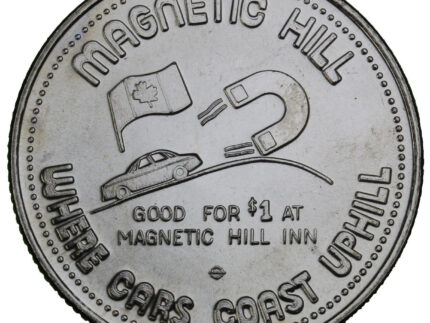 MAGNETIC HILL
GOOD FOR $1 AT
MAGNETIC HILL INN
WHERE CARS COAST UPHILL